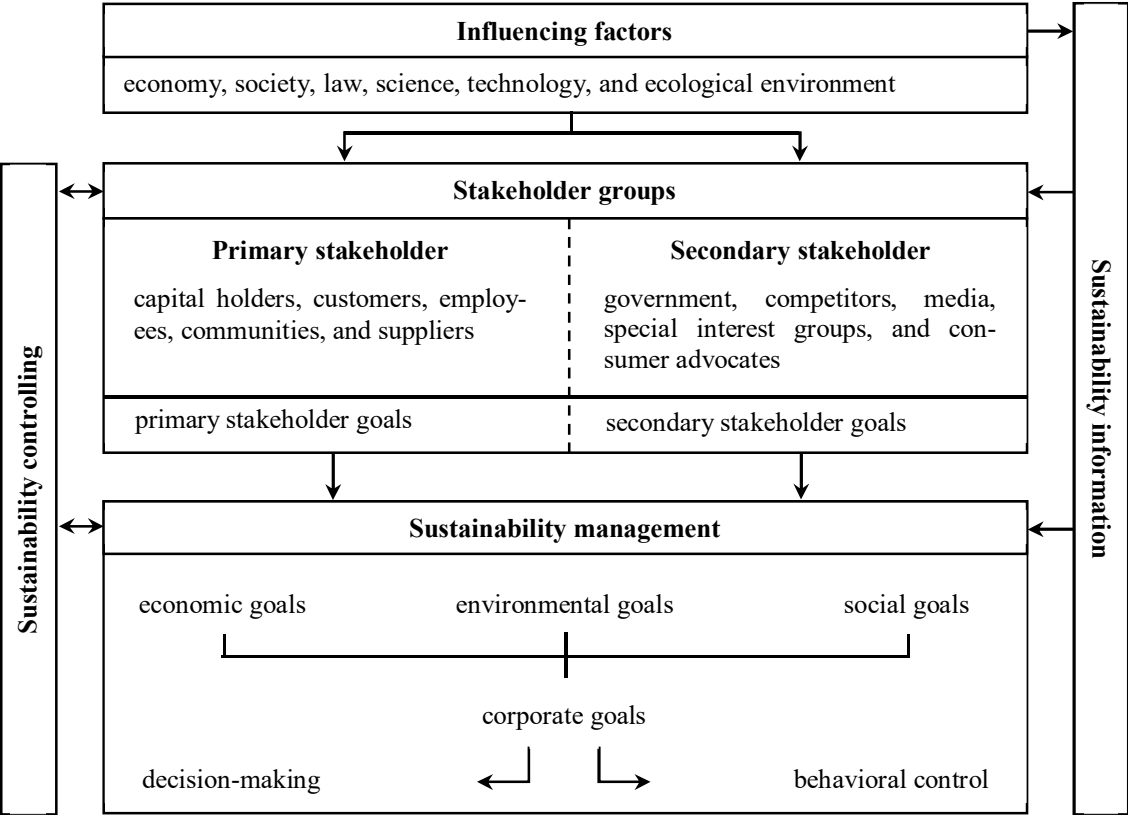 Influencing factors
economy, society, law, science, technology, and ecological environment
Stakeholder groups
Primary stakeholder
capital holders, customers, employ-
ees, communities, and suppliers
Secondary stakeholder
government, competitors, media,
special interest groups, and con-
sumer advocates
primary stakeholder goals
secondary stakeholder goals
Sustainability management
economic goals
environmental goals
social goals
corporate goals
decision-making
behavioral control
Sustainability controlling
Sustainability information